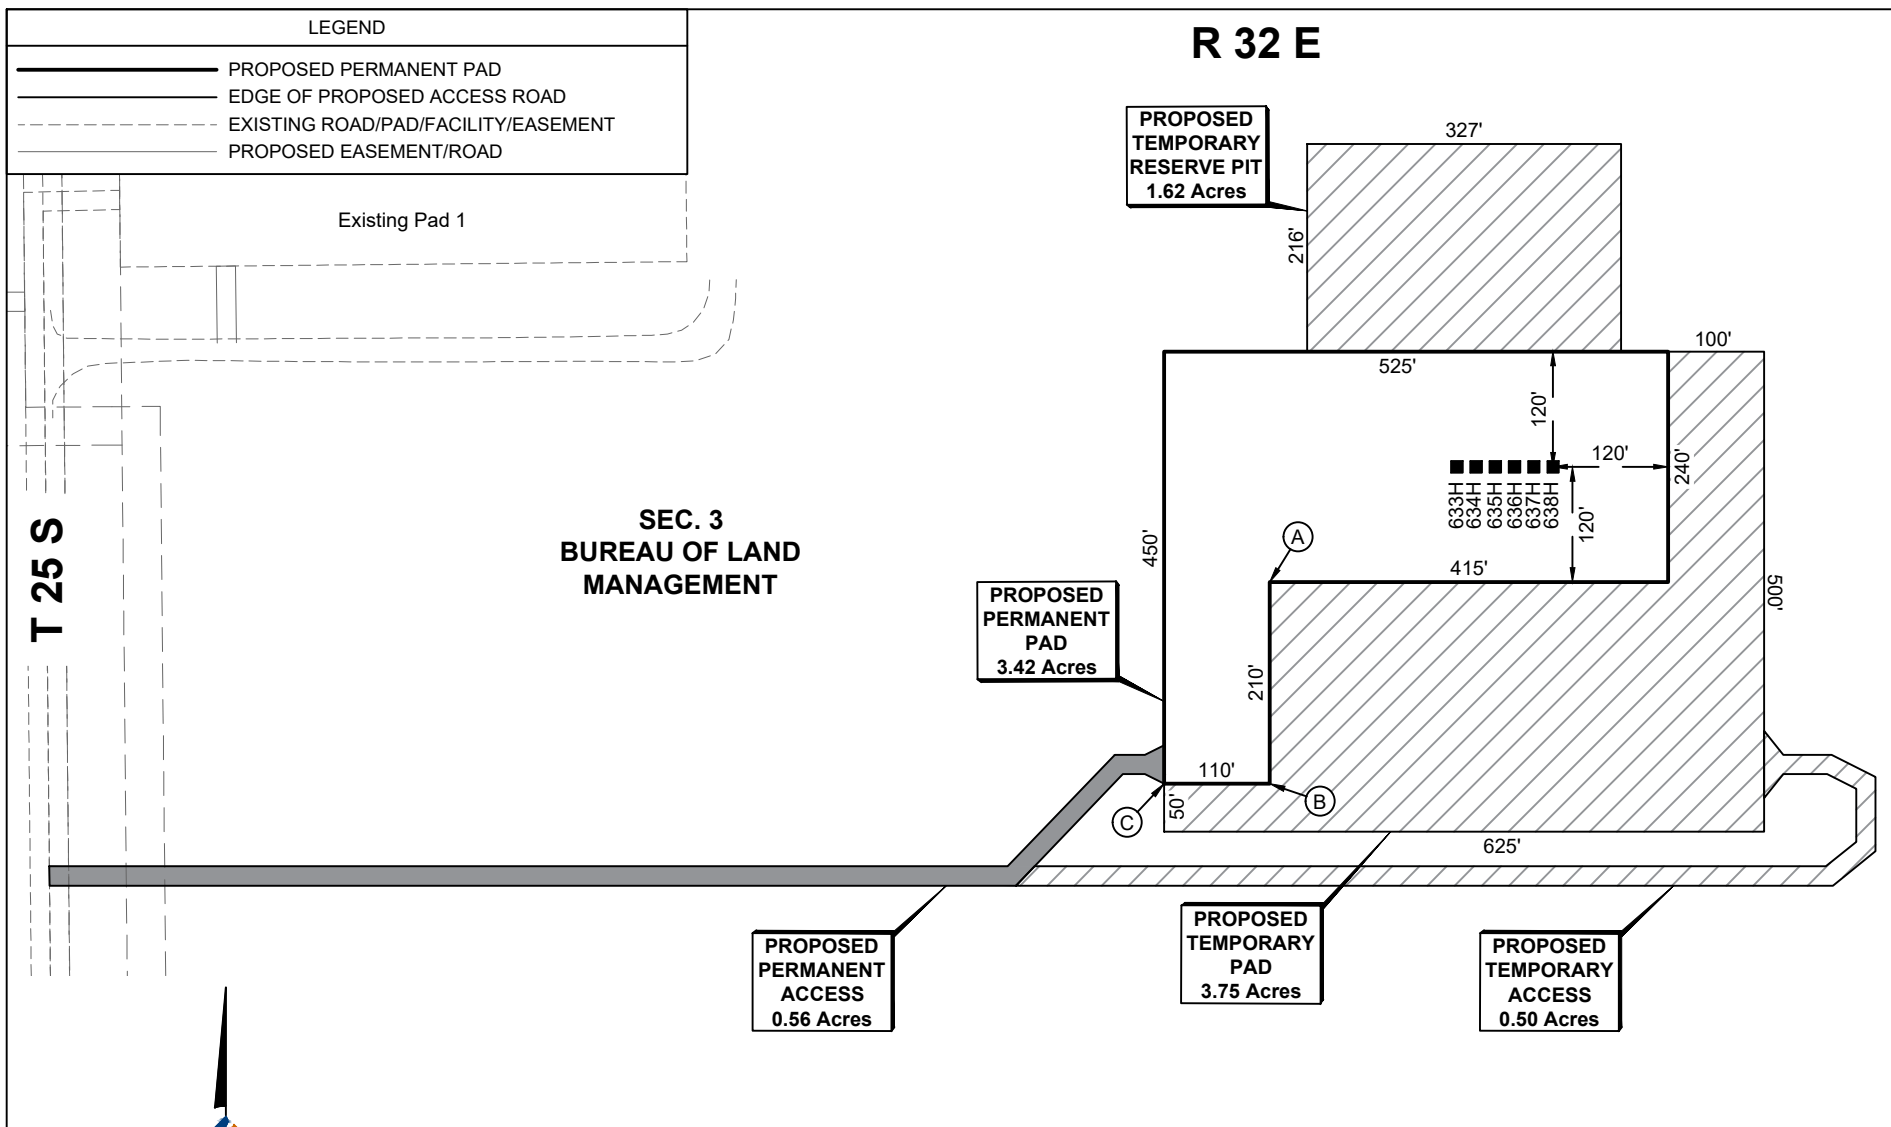 LEGEND
PROPOSED PERMANENT PAD
EDGE OF PROPOSED ACCESS ROAD
EXISTING ROAD/PAD/FACILITY/EASEMENT
PROPOSED EASEMENT/ROAD
R 32 E
Existing Pad 1
T 25 S
SEC. 3
BUREAU OF LAND
MANAGEMENT
PROPOSED
TEMPORARY
RESERVE PIT
1.62 Acres
327'
216'
100'
525'
120'
120'
240'
633H
634H
635H
636H
637H
638H
120'
450'
A
415'
500'
PROPOSED
PERMANENT
PAD
3.42 Acres
210'
110'
50'
B
C
625'
PROPOSED
PERMANENT
ACCESS
0.56 Acres
PROPOSED
TEMPORARY
PAD
3.75 Acres
PROPOSED
TEMPORARY
ACCESS
0.50 Acres